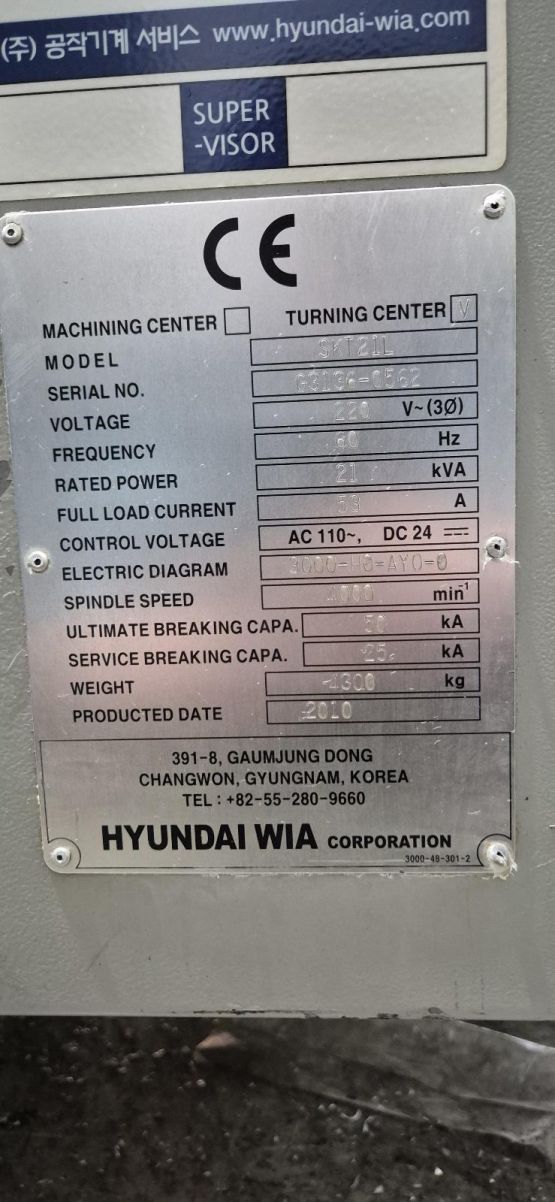 (주) 공작기계 서비스 www.hyundai-wia.com
SUPER
-VISOR
CE
MACHINING CENTER TURNING CENTER V
MODEL SKT21L
SERIAL NO.
VOLTAGE 220 V~(3Ø)
FREQUENCY 60 Hz
RATED POWER 21 kVA
FULL LOAD CURRENT A
CONTROL VOLTAGE AC 110~, DC 24
ELECTRIC DIAGRAM
SPINDLE SPEED 4000 min⁻¹
ULTIMATE BREAKING CAPA. 50 kA
SERVICE BREAKING CAPA. 25 kA
WEIGHT 4300 kg
PRODUCTED DATE 2010
391-8, GAUMJUNG DONG
CHANGWON, GYUNGNAM, KOREA
TEL : +82-55-280-9660
HYUNDAI WIA CORPORATION
3000-48-301-2